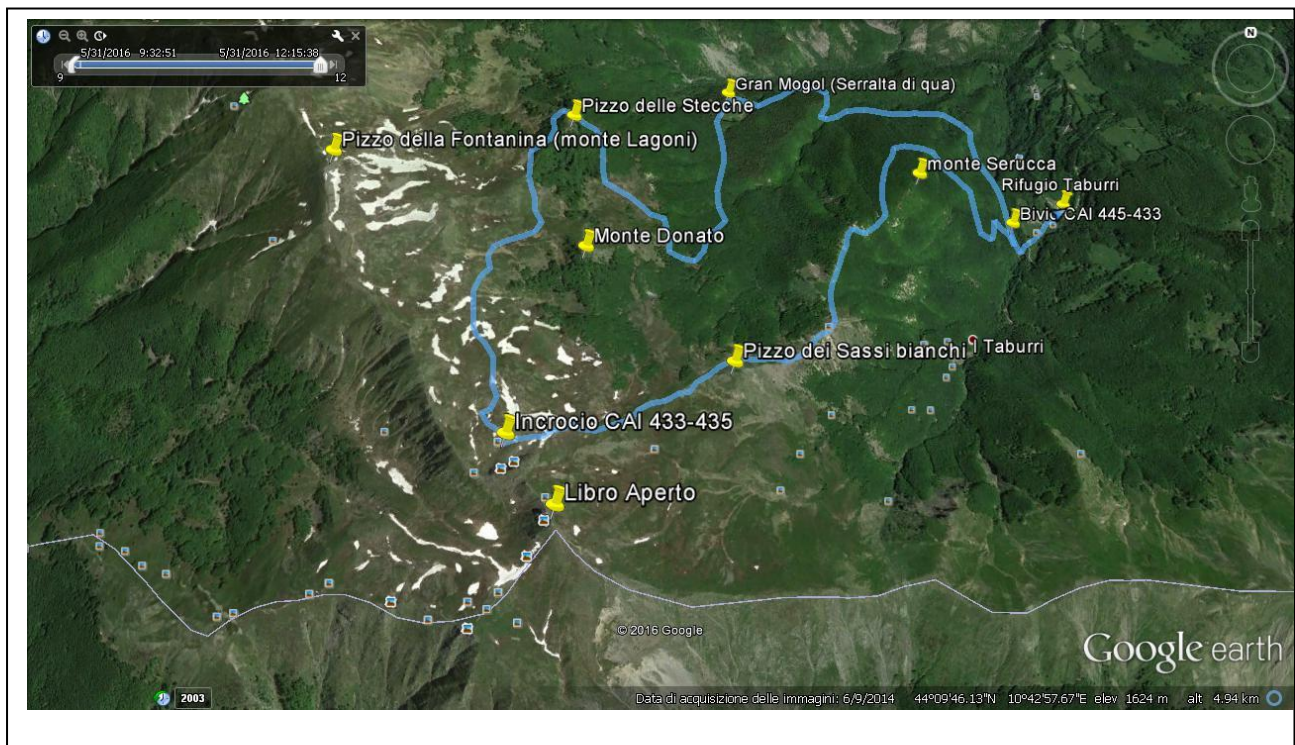 5/31/2016 9:32:51 5/31/2016 12:15:38
9 12
N
Gran Mogol (Serralta di qua)
Pizzo delle Stecche
Pizzo della Fontanina (monte Lagoni)
monte Serucca
Rifugio Taburri
Bivio CAI 445-433
Monte Donato
Pizzo dei Sassi bianchi
I Taburri
Incrocio CAI 433-435
Libro Aperto
© 2016 Google
Google earth
2003
Data di acquisizione delle immagini: 6/9/2014 44°09'46.13"N 10°42'57.67"E elev 1624 m alt 4.94 km